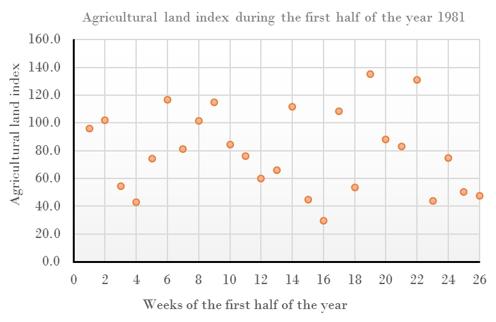 Agricultural land index during the first half of the year 1981
160.0
140.0
120.0
100.0
80.0
60.0
40.0
20.0
0.0
Agricultural land index
0 2 4 6 8 10 12 14 16 18 20 22 24 26
Weeks of the first half of the year